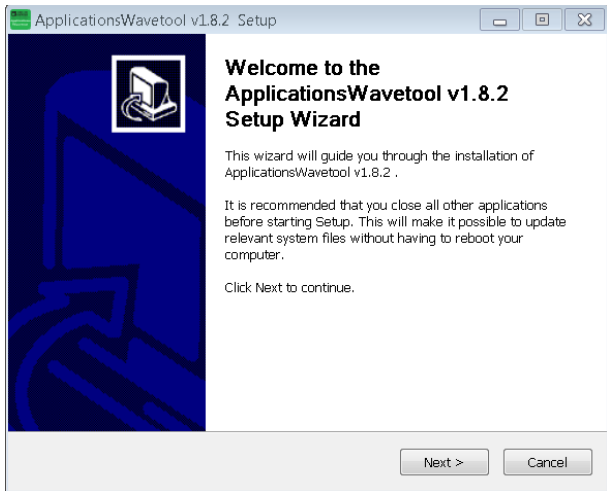 ApplicationsWavetool v1.8.2 Setup
Welcome to the
ApplicationsWavetool v1.8.2
Setup Wizard
This wizard will guide you through the installation of
ApplicationsWavetool v1.8.2 .
It is recommended that you close all other applications
before starting Setup. This will make it possible to update
relevant system files without having to reboot your
computer.
Click Next to continue.
Next >
Cancel